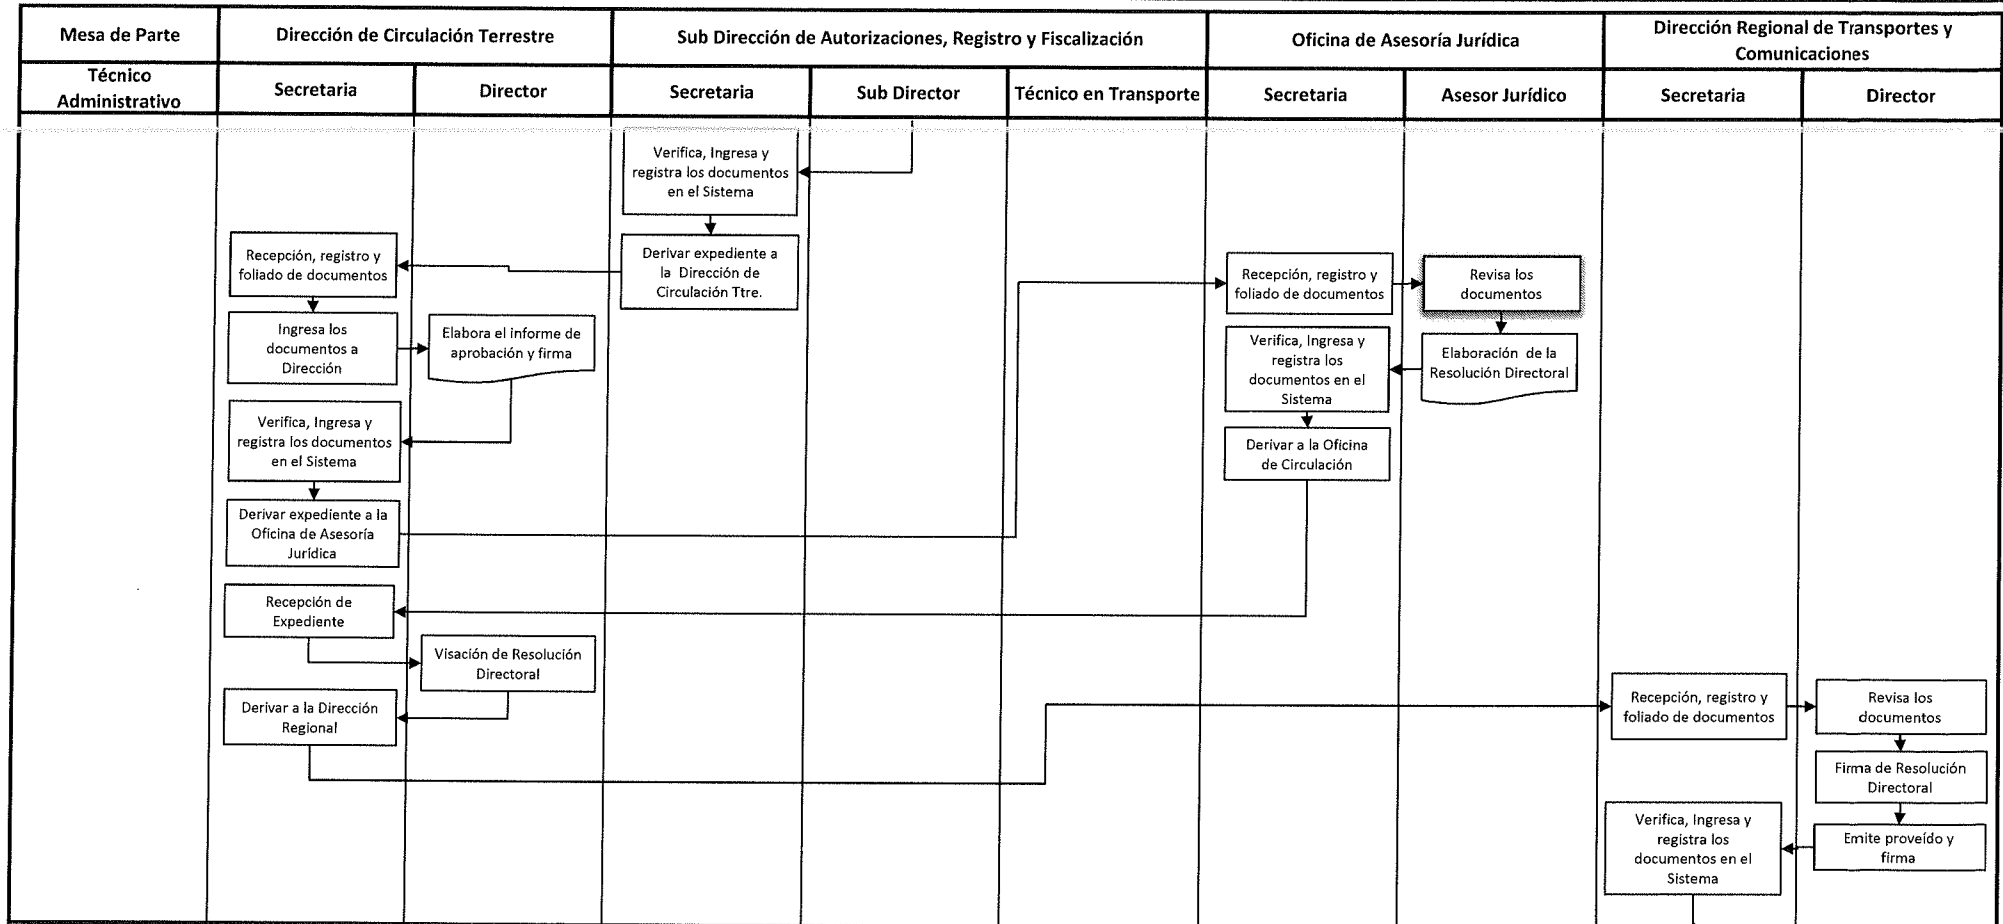 Mesa de Parte
Dirección de Circulación Terrestre
Sub Dirección de Autorizaciones, Registro y Fiscalización
Oficina de Asesoría Jurídica
Dirección Regional de Transportes y
Comunicaciones
Técnico
Administrativo
Secretaria
Director
Secretaria
Sub Director
Técnico en Transporte
Secretaria
Asesor Jurídico
Secretaria
Director
Verifica, Ingresa y
registra los documentos
en el Sistema
Derivar expediente a
la Dirección de
Circulación Ttre.
Recepción, registro y
foliado de documentos
Ingresa los
documentos a
Dirección
Elabora el informe de
aprobación y firma
Verifica, Ingresa y
registra los documentos
en el Sistema
Derivar expediente a la
Oficina de Asesoría
Jurídica
Recepción, registro y
foliado de documentos
Revisa los
documentos
Elaboración de la
Resolución Directoral
Verifica, Ingresa y
registra los
documentos en el
Sistema
Derivar a la Oficina
de Circulación
Recepción de
Expediente
Visación de Resolución
Directoral
Derivar a la Dirección
Regional
Recepción, registro y
foliado de documentos
Revisa los
documentos
Firma de Resolución
Directoral
Emite proveído y
firma
Verifica, Ingresa y
registra los
documentos en el
Sistema